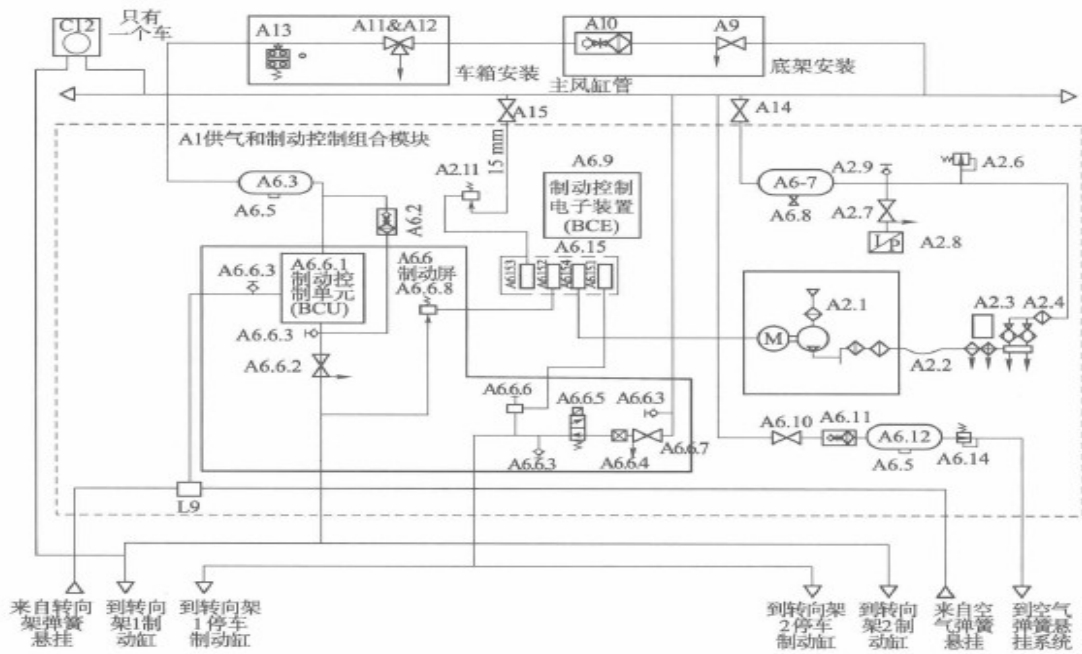 C12
只有
一个车
A13
A11&A12
A10
A9
车箱安装
底架安装
主风缸管
A15
A14
A1供气和制动控制组合模块
15 mm
A2.11
A6.9
制动控制
电子装置
(BCE)
A6.3
A6.5
A6.2
A6-7
A6.8
A2.9
A2.7
A2.6
A2.8
A6.15
A6.6.3
A6.6.1
制动控
制单元
(BCU)
A6.6
制动屏
A6.6.8
A6153
A6152
A6154
A6151
A2.1
M
A2.3
A2.4
A2.2
A6.6.3
A6.6.2
A6.6.6
A6.6.5
A6.6.3
A6.6.7
A6.6.3
A6.6.4
A6.10
A6.11
A6.12
A6.5
A6.14
L9
来自转向
架弹簧
悬挂
到转向
架1制
动缸
到转向架
1停车
制动缸
到转向架
2停车
制动缸
到转向
架2制
动缸
来自空
气弹簧
悬挂
到空气
弹簧悬
挂系统